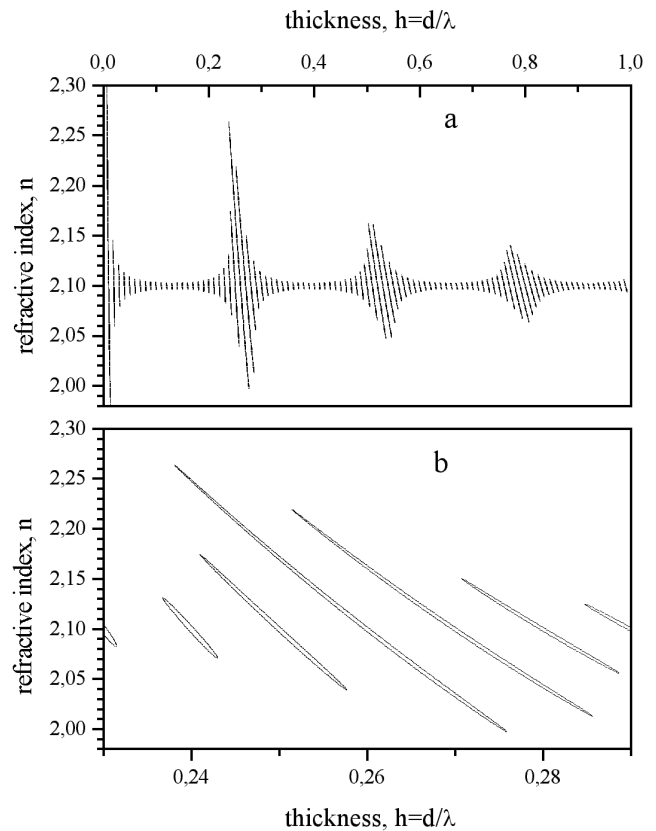 thickness, h=d/λ
0,0 0,2 0,4 0,6 0,8 1,0
a
2,30
2,25
2,20
2,15
2,10
2,05
2,00
refractive index, n
b
2,30
2,25
2,20
2,15
2,10
2,05
2,00
refractive index, n
0,24 0,26 0,28
thickness, h=d/λ